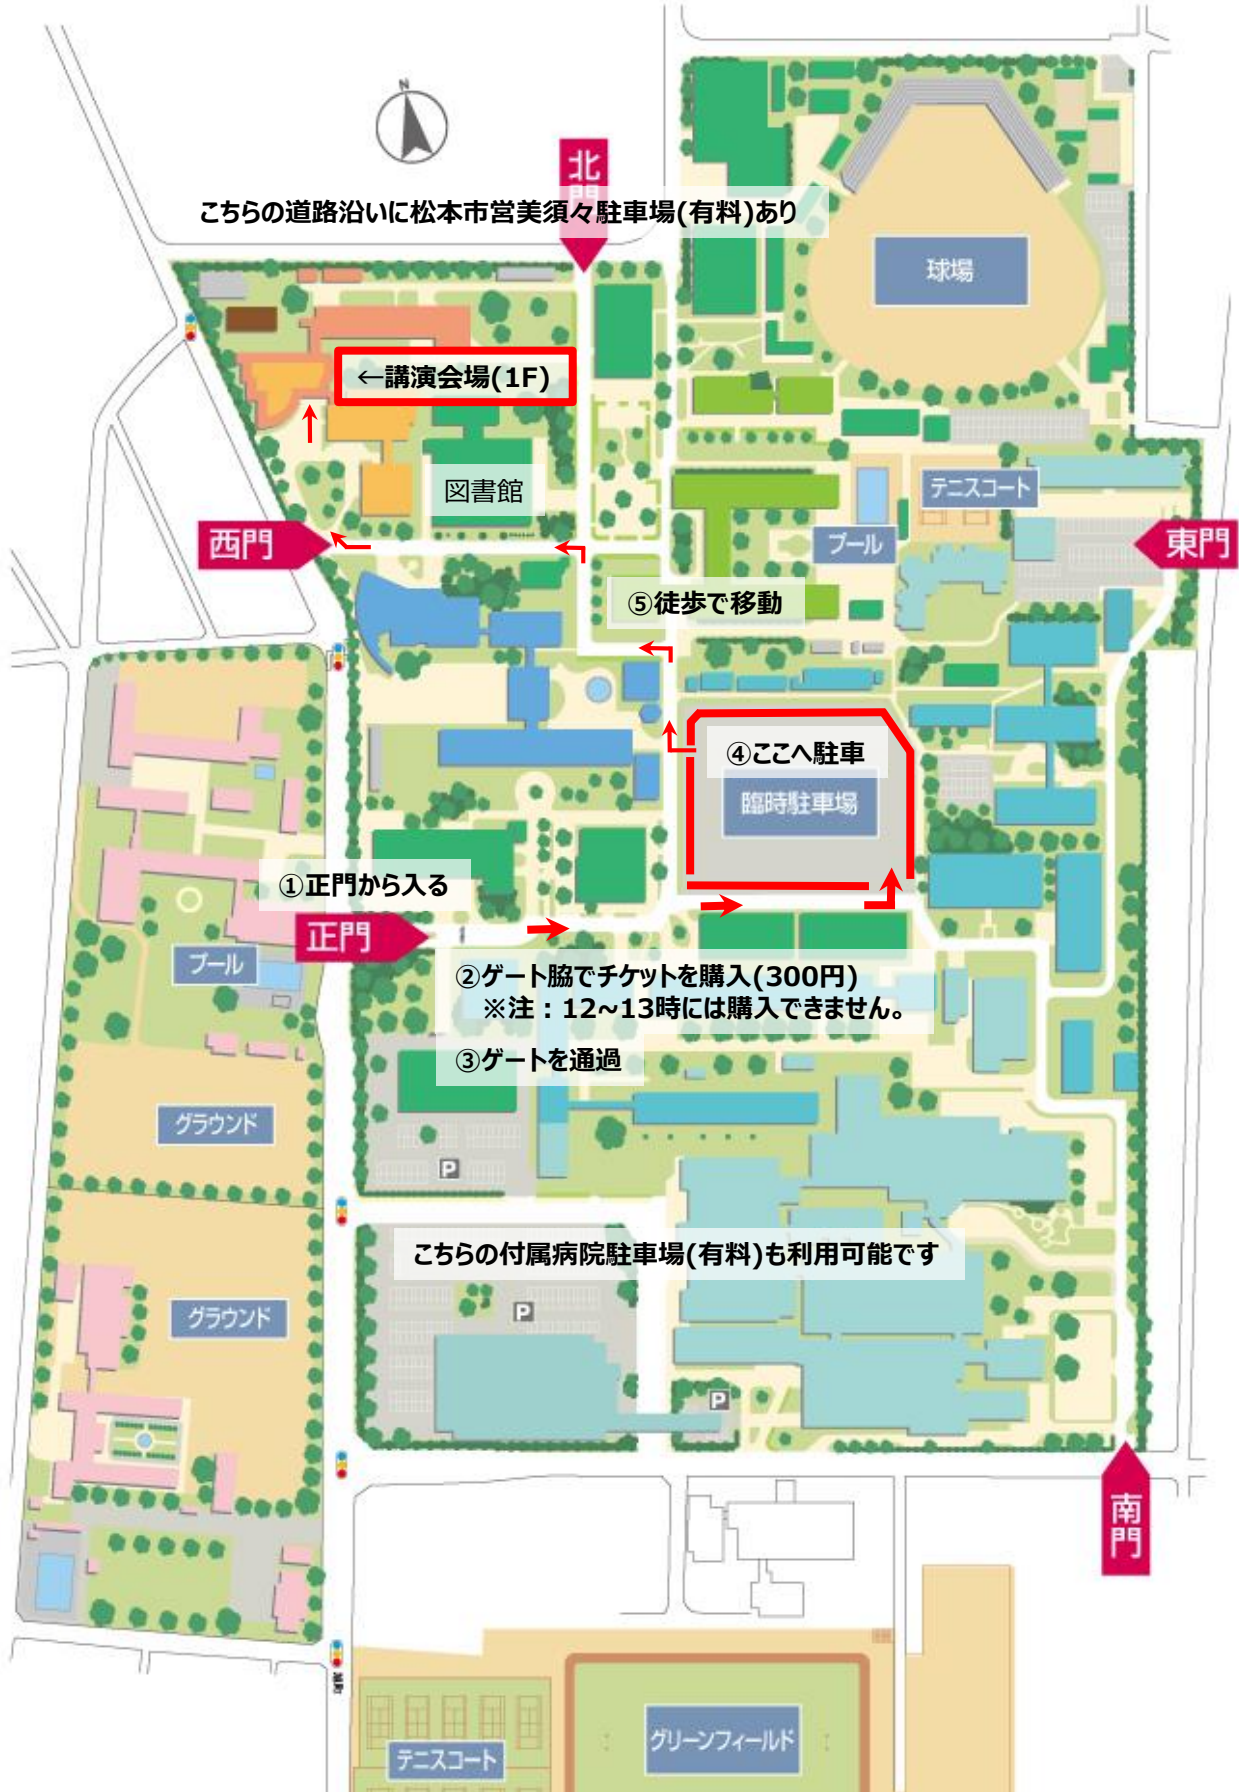 N
北門
こちらの道路沿いに松本市営美須々駐車場(有料)あり
球場
←講演会場(1F)
図書館
テニスコート
西門
プール
東門
⑤徒歩で移動
④ここへ駐車
臨時駐車場
①正門から入る
正門
プール
②ゲート脇でチケットを購入(300円)
※注：12~13時には購入できません。
③ゲートを通過
グラウンド
P
こちらの付属病院駐車場(有料)も利用可能です
P
グラウンド
P
南門
旭町
グリーンフィールド
テニスコート